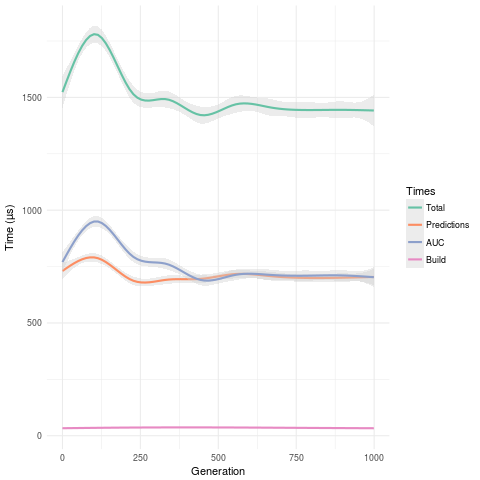 1500
1000
500
0
Time (µs)
0
250
500
750
1000
Generation
Times
Total
Predictions
AUC
Build